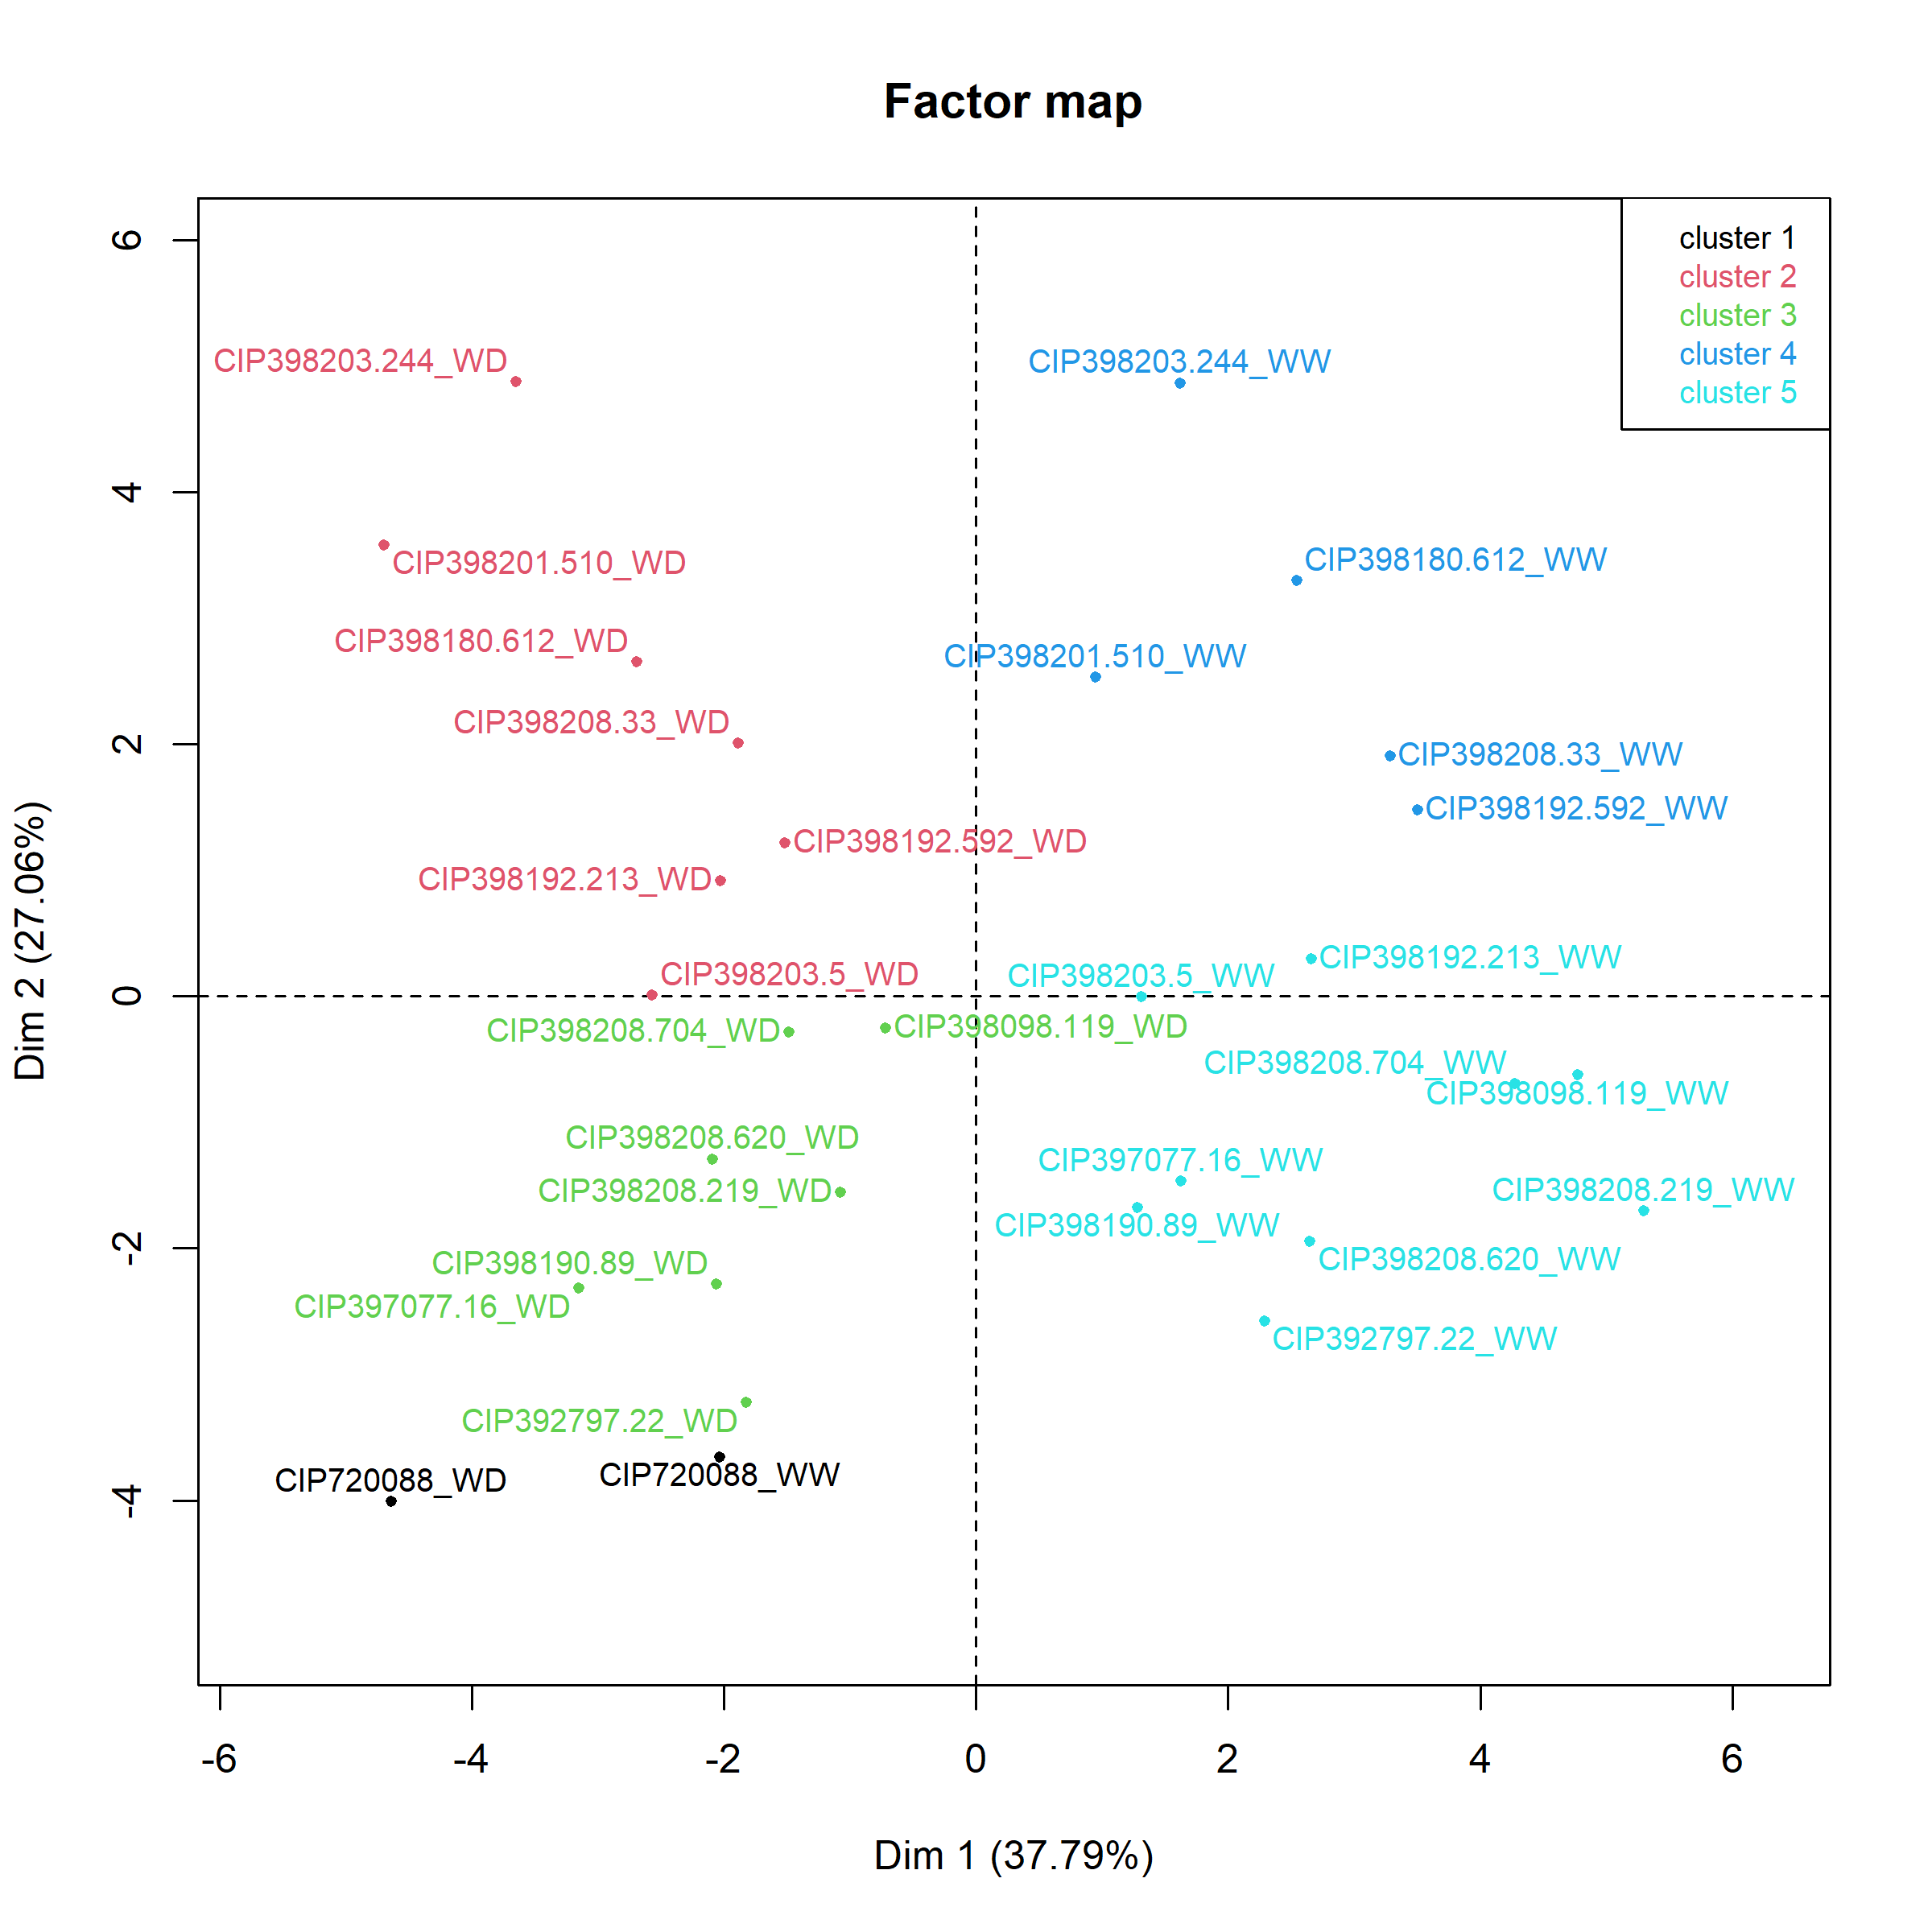 Factor map
cluster 1
cluster 2
cluster 3
cluster 4
cluster 5
6
4
2
0
-2
-4
Dim 2 (27.06%)
CIP398203.244_WD
CIP398203.244_WW
CIP398201.510_WD
CIP398180.612_WW
CIP398180.612_WD
CIP398201.510_WW
CIP398208.33_WD
CIP398208.33_WW
CIP398192.592_WW
CIP398192.592_WD
CIP398192.213_WD
CIP398192.213_WW
CIP398203.5_WD
CIP398203.5_WW
CIP398208.704_WD
CIP398098.119_WD
CIP398208.704_WW
CIP398098.119_WW
CIP398208.620_WD
CIP397077.16_WW
CIP398208.219_WD
CIP398208.219_WW
CIP398190.89_WW
CIP398190.89_WD
CIP398208.620_WW
CIP397077.16_WD
CIP392797.22_WW
CIP392797.22_WD
CIP720088_WD
CIP720088_WW
-6
-4
-2
0
2
4
6
Dim 1 (37.79%)